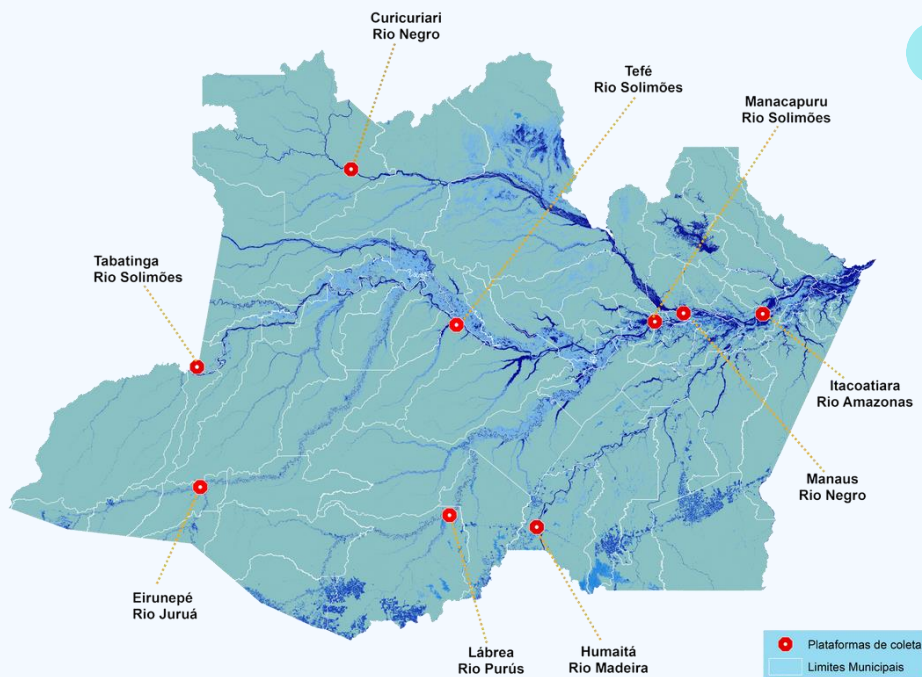 Curicuriari
Rio Negro
Tefé
Rio Solimões
Manacapuru
Rio Solimões
Tabatinga
Rio Solimões
Itacoatiara
Rio Amazonas
Manaus
Rio Negro
Eirunepé
Rio Juruá
Lábrea
Rio Purús
Humaitá
Rio Madeira
Plataformas de coleta
Limites Municipais